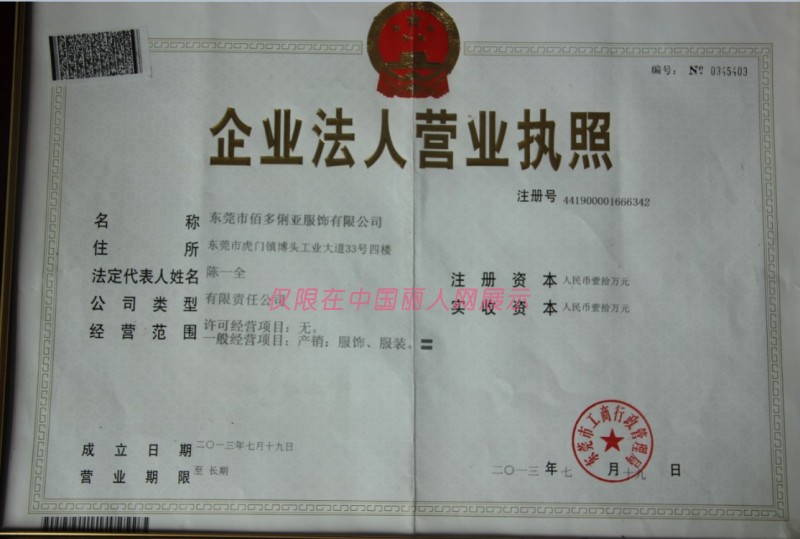 编号： № 0345403
企业法人营业执照
注册号 441900001666342
名称 东莞市佰多俐亚服饰有限公司
住所 东莞市虎门镇博头工业大道33号四楼
法定代表人姓名 陈一全
注册资本 人民币壹拾万元
公司类型 有限责任公司
实收资本 人民币壹拾万元
仅限在中国丽人网展示
经营范围 许可经营项目：无。
一般经营项目：产销：服饰、服装。
成立日期 二〇一三年七月十九日
营业期限 至 长期
东莞市工商行政管理局
二〇一三 年 七 月 十九 日